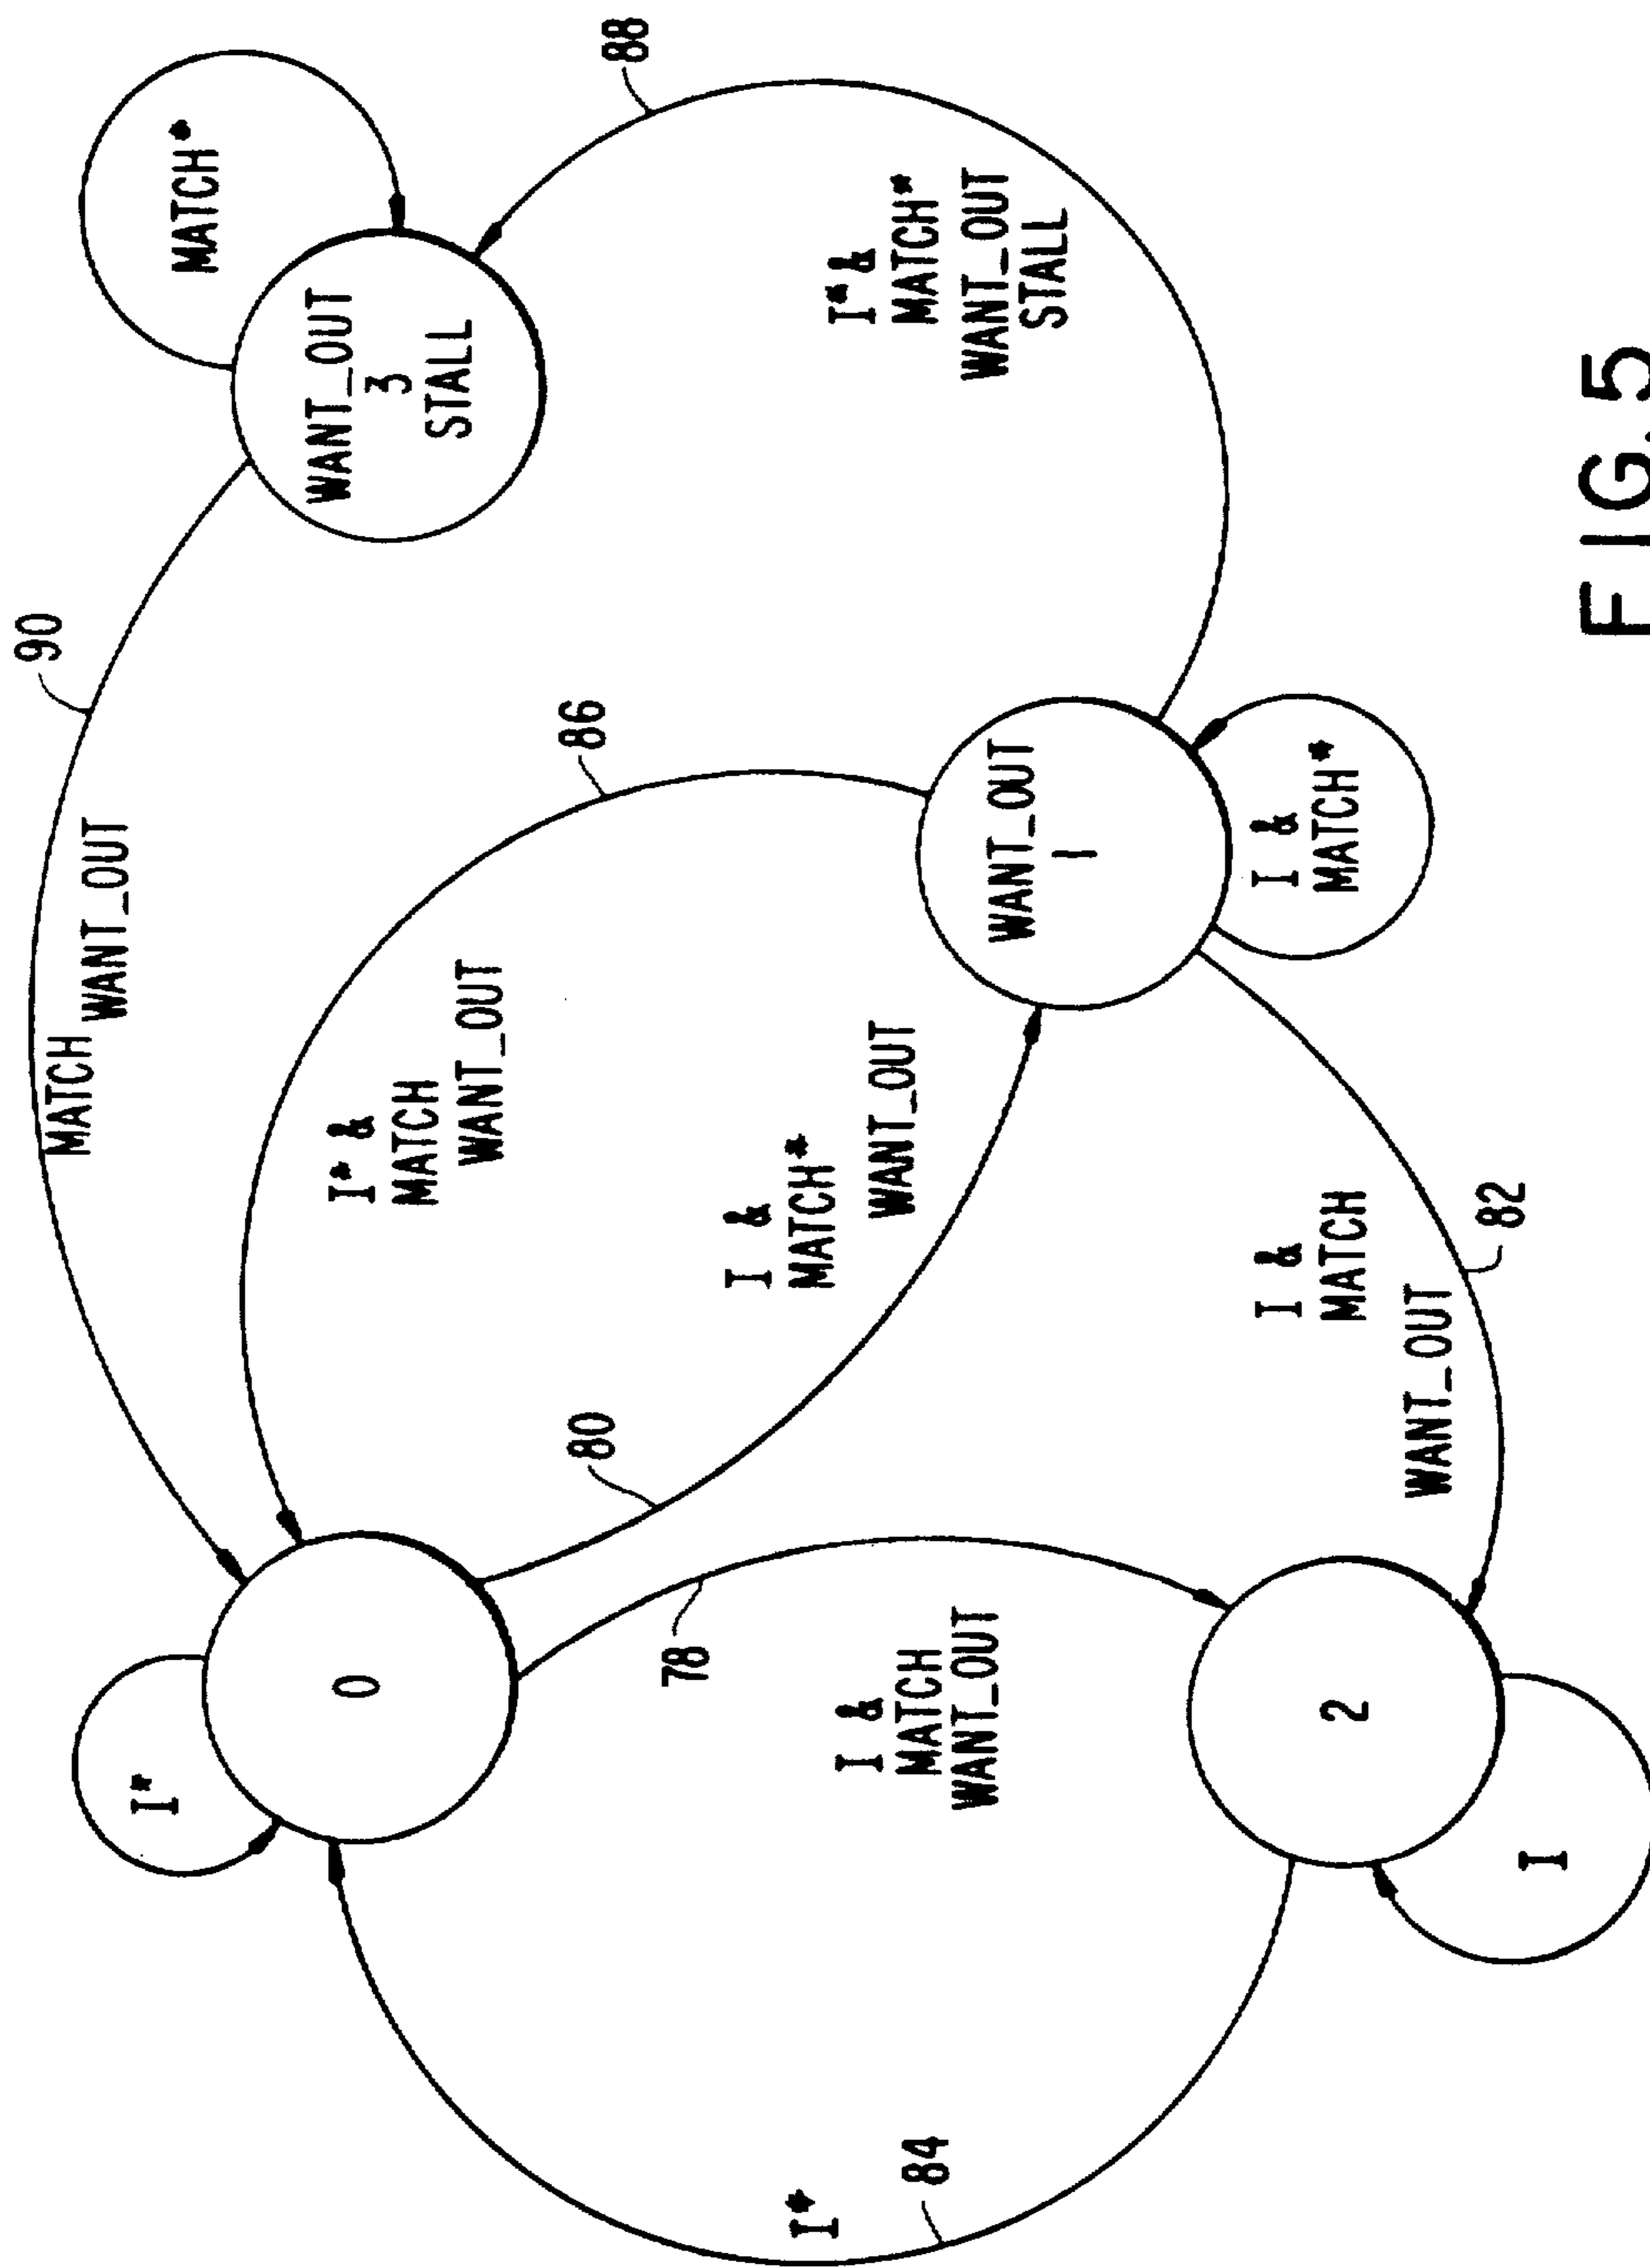 90
MATCH
WANT_OUT
MATCH*
88
WANT_OUT
3
STALL
I*
0
86
I* &
MATCH
WANT_OUT
80
I &
MATCH*
WANT_OUT
I* &
MATCH*
WANT_OUT
STALL
I*
84
78
I &
MATCH
WANT_OUT
WANT_OUT
1
I &
MATCH*
I &
MATCH
WANT_OUT
82
2
I
FIG.5